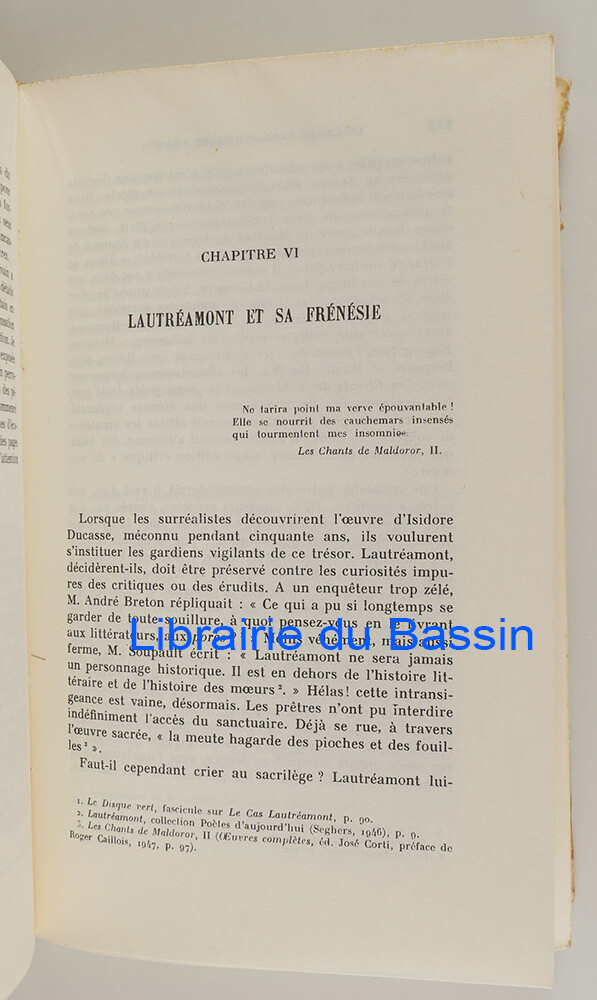 CHAPITRE VI
LAUTRÉAMONT ET SA FRÉNÉSIE
Ne tarira point ma verve épouvantable !
Elle se nourrit des cauchemars insensés
qui tourmentent mes insomnies.
Les Chants de Maldoror, II.
Lorsque les surréalistes découvrirent l'œuvre d'Isidore
Ducasse, méconnu pendant cinquante ans, ils voulurent
s'instituer les gardiens vigilants de ce trésor. Lautréamont,
décidèrent-ils, doit être préservé contre les curiosités impu-
res des critiques ou des érudits. A un enquêteur trop zélé,
M. André Breton répliquait : « Ce qui a pu si longtemps se
garder de toute souillure, à quoi pensez-vous en le livrant
aux littérateurs, aux porcs ! » Moins véhément, mais aussi
Librairie du Bassin
ferme, M. Soupault écrit : « Lautréamont ne sera jamais
un personnage historique. Il est en dehors de l'histoire lit-
téraire et de l'histoire des mœurs². » Hélas! cette intransi-
geance est vaine, désormais. Les prêtres n'ont pu interdire
indéfiniment l'accès du sanctuaire. Déjà se rue, à travers
l'œuvre sacrée, « la meute hagarde des pioches et des fouil-
les³ ».
Faut-il cependant crier au sacrilège ? Lautréamont lui-
1. Le Disque vert, fascicule sur Le Cas Lautréamont, p. 90.
2. Lautréamont, collection Poètes d'aujourd'hui (Seghers, 1946), p. 9.
3. Les Chants de Maldoror, II (Œuvres complètes, éd. José Corti, préface de
Roger Caillois, 1947, p. 97).